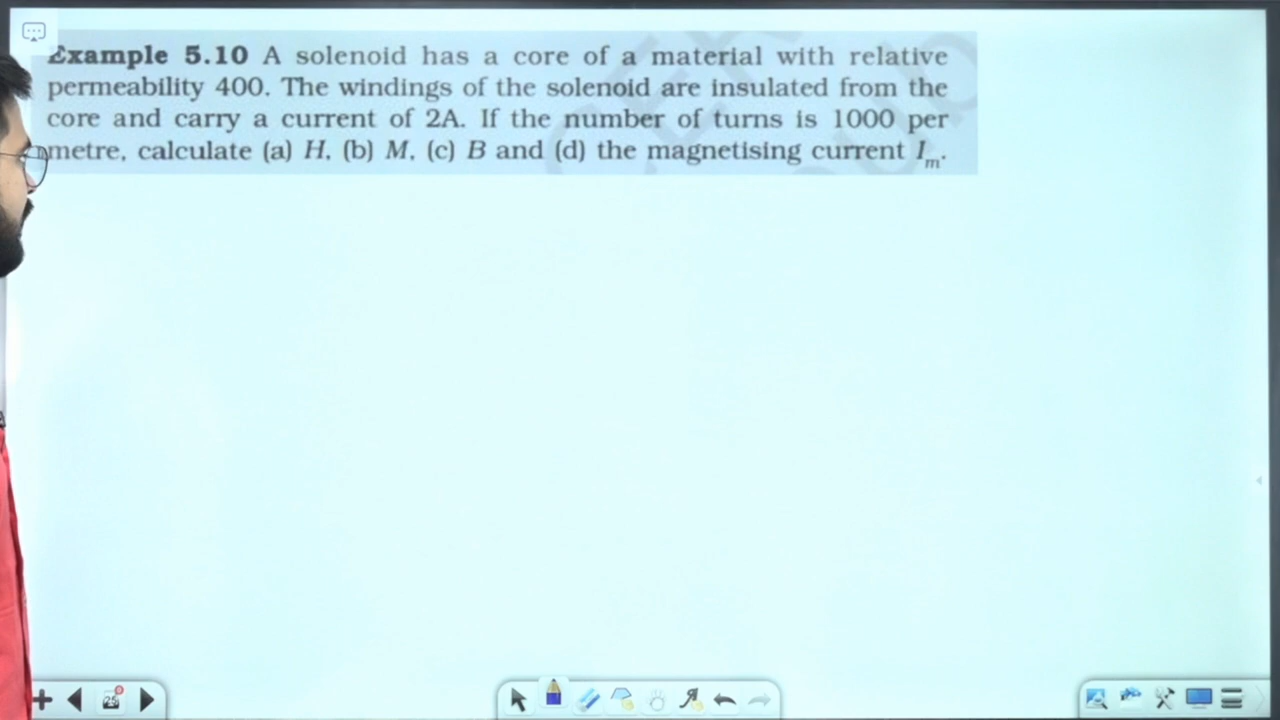 Example 5.10 A solenoid has a core of a material with relative
permeability 400. The windings of the solenoid are insulated from the
core and carry a current of 2A. If the number of turns is 1000 per
metre, calculate (a) H, (b) M, (c) B and (d) the magnetising current Im.
25